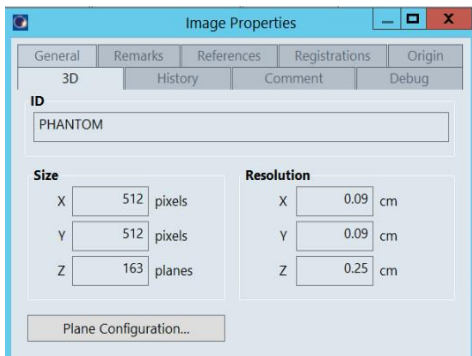 Image Properties
General Remarks References Registrations Origin
3D History Comment Debug
ID
PHANTOM
Size Resolution
X 512 pixels X 0.09 cm
Y 512 pixels Y 0.09 cm
Z 163 planes Z 0.25 cm
Plane Configuration...